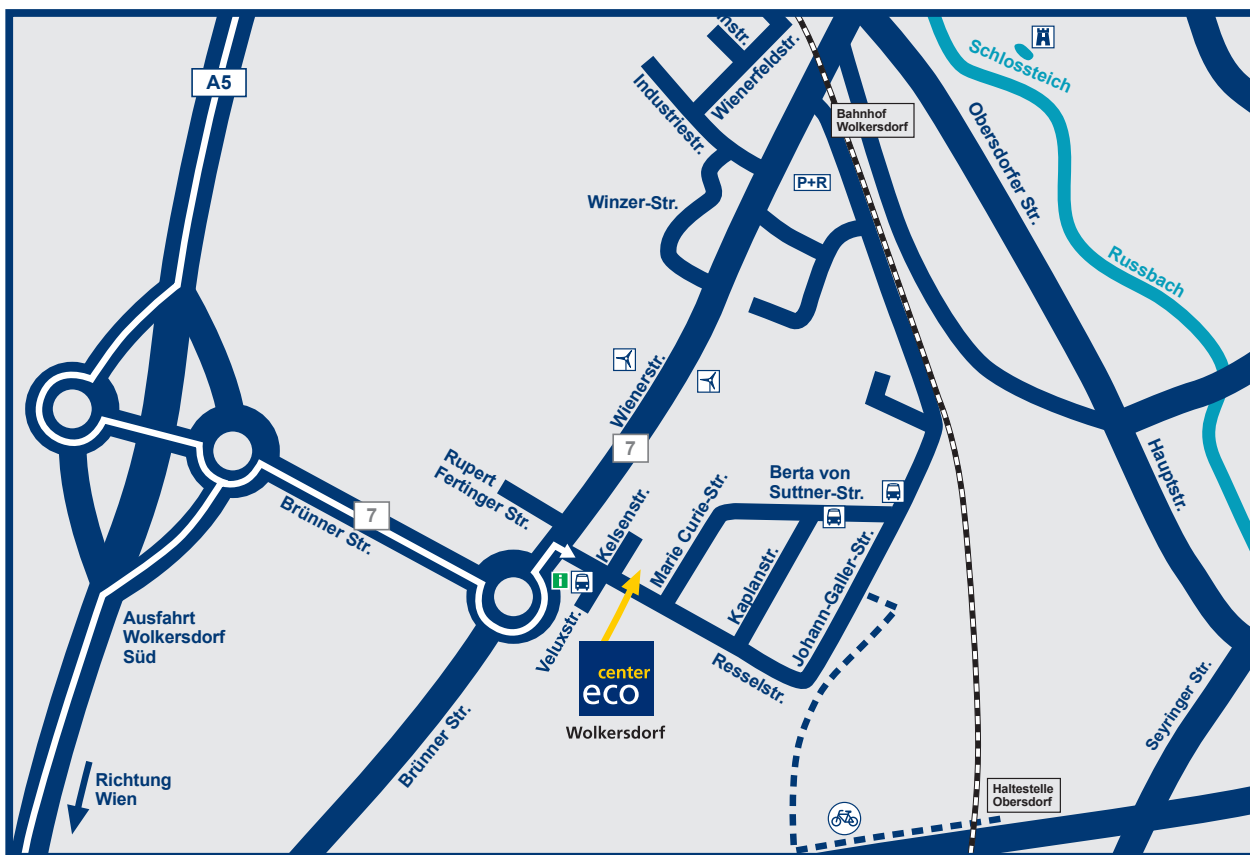 A5
nstr.
Wienerfeldstr.
Industriestr.
Schlossteich
Bahnhof
Wolkersdorf
Obersdorfer Str.
P+R
Winzer-Str.
Russbach
Wienerstr.
7
Rupert
Fertinger Str.
Brünner Str.
7
Kelsenstr.
Marie Curie-Str.
Berta von
Suttner-Str.
Hauptstr.
i
Veluxstr.
Kaplanstr.
Johann-Galler-Str.
Resselstr.
Ausfahrt
Wolkersdorf
Süd
center
eco
Wolkersdorf
Brünner Str.
Seyringer Str.
Richtung
Wien
Haltestelle
Obersdorf